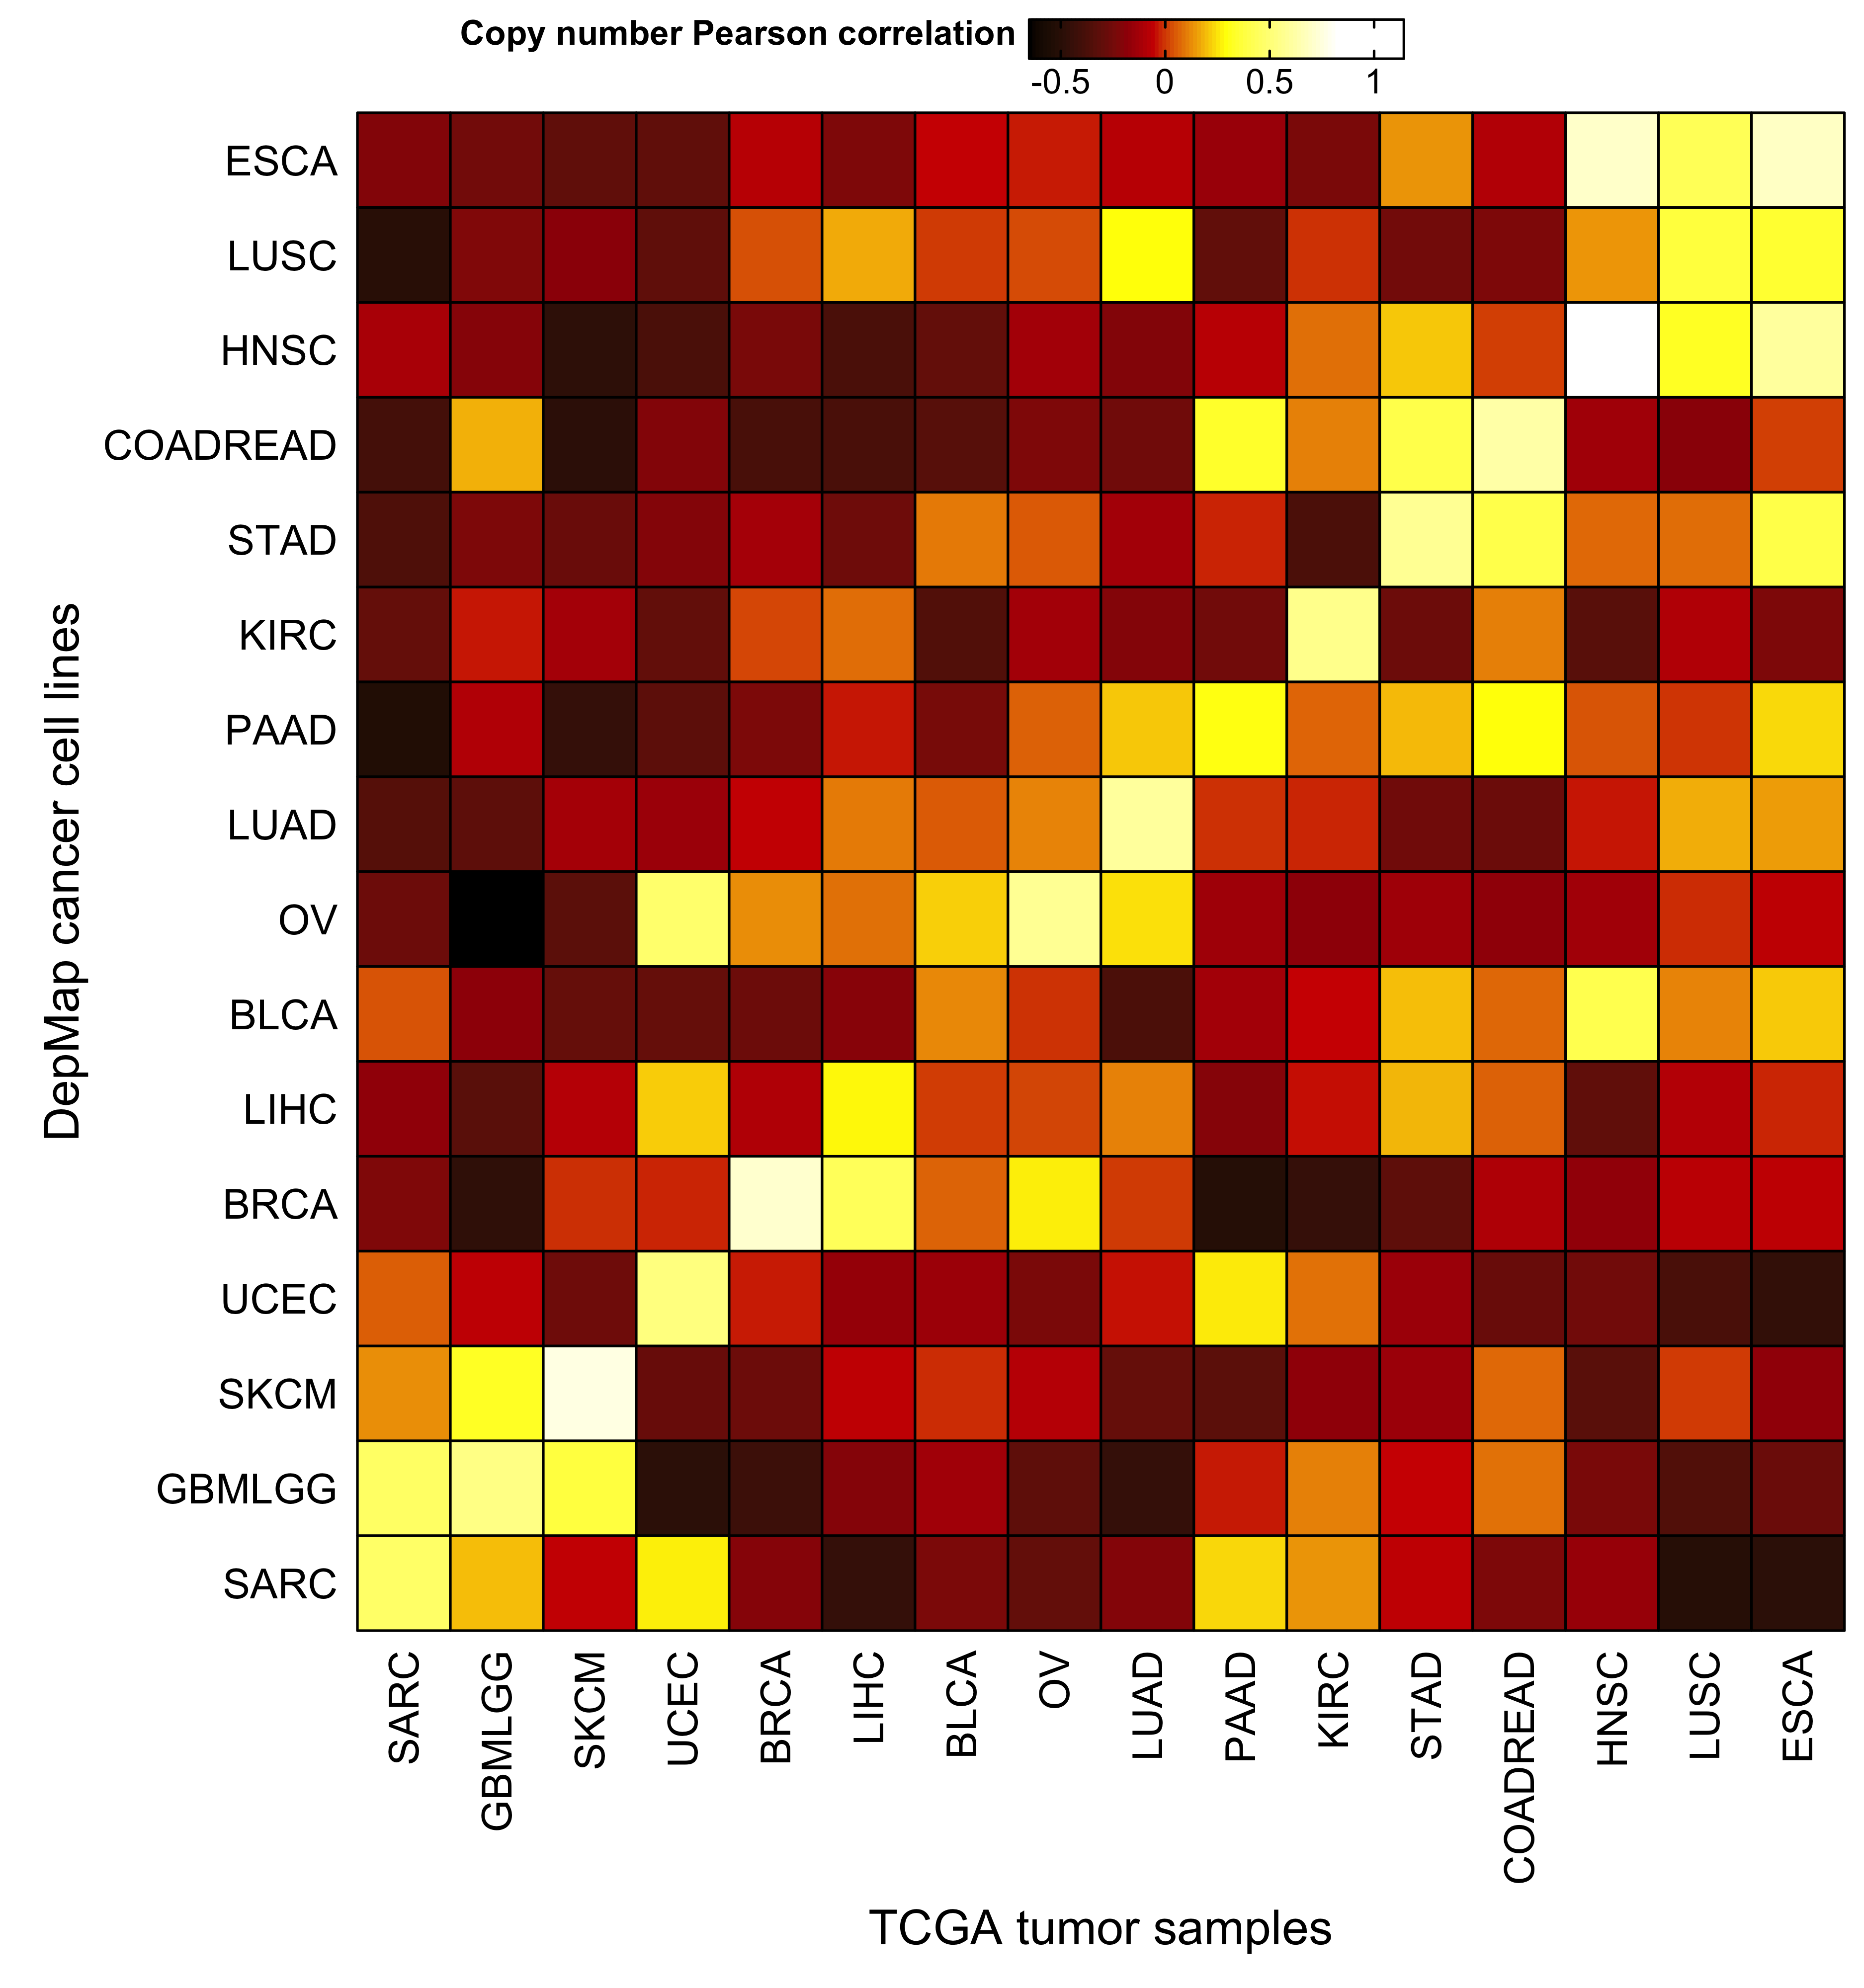 Copy number Pearson correlation
-0.5 0 0.5 1
ESCA
LUSC
HNSC
COADREAD
STAD
KIRC
PAAD
LUAD
OV
BLCA
LIHC
BRCA
UCEC
SKCM
GBMLGG
SARC
DepMap cancer cell lines
SARC
GBMLGG
SKCM
UCEC
BRCA
LIHC
BLCA
OV
LUAD
PAAD
KIRC
STAD
COADREAD
HNSC
LUSC
ESCA
TCGA tumor samples